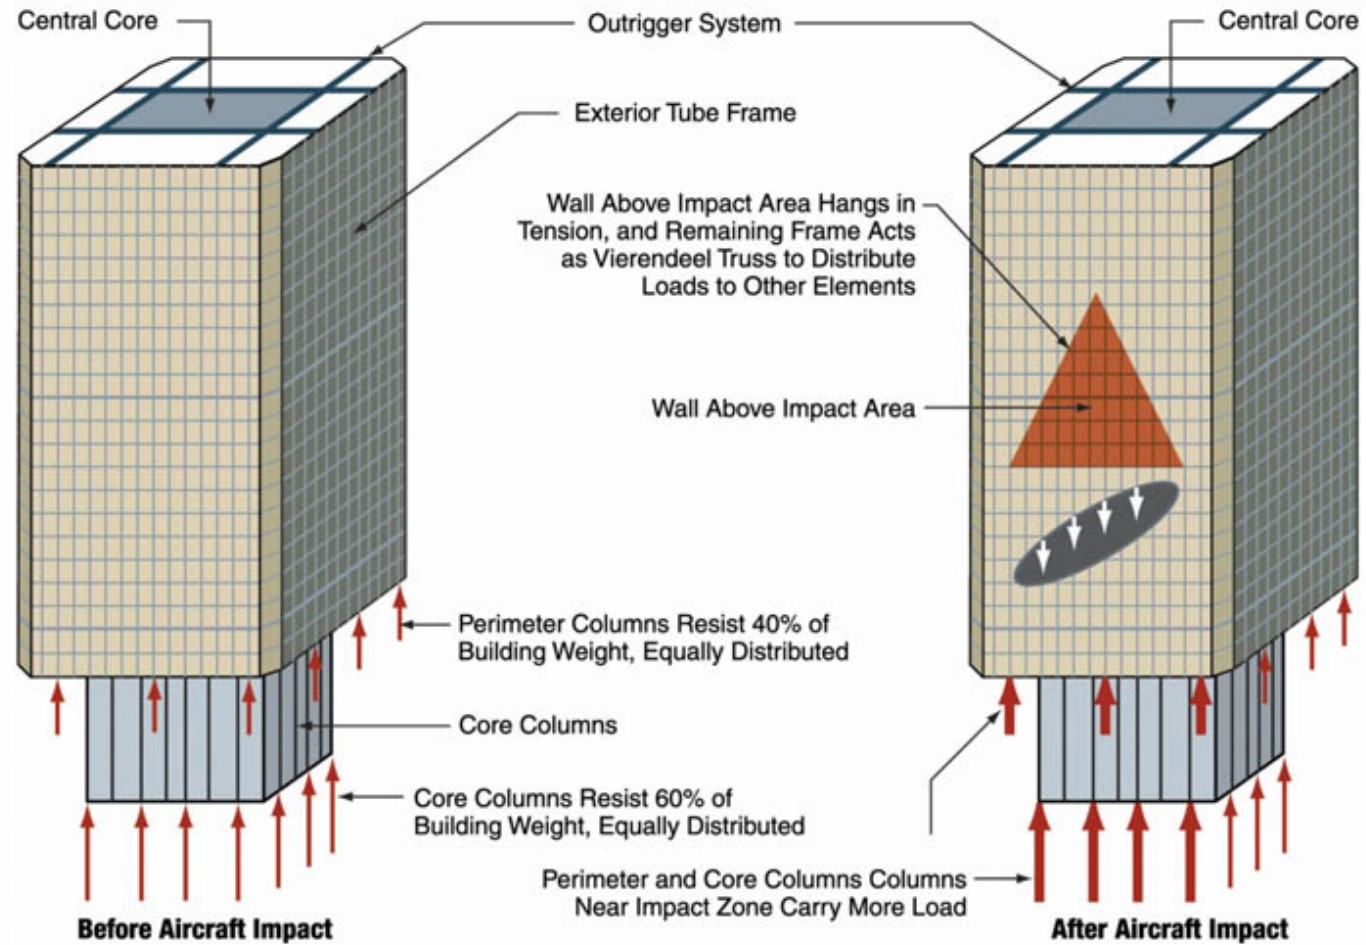 Central Core
Outrigger System
Central Core
Exterior Tube Frame
Wall Above Impact Area Hangs in
Tension, and Remaining Frame Acts
as Vierendeel Truss to Distribute
Loads to Other Elements
Wall Above Impact Area
Perimeter Columns Resist 40% of
Building Weight, Equally Distributed
Core Columns
Core Columns Resist 60% of
Building Weight, Equally Distributed
Perimeter and Core Columns Columns
Near Impact Zone Carry More Load
Before Aircraft Impact
After Aircraft Impact